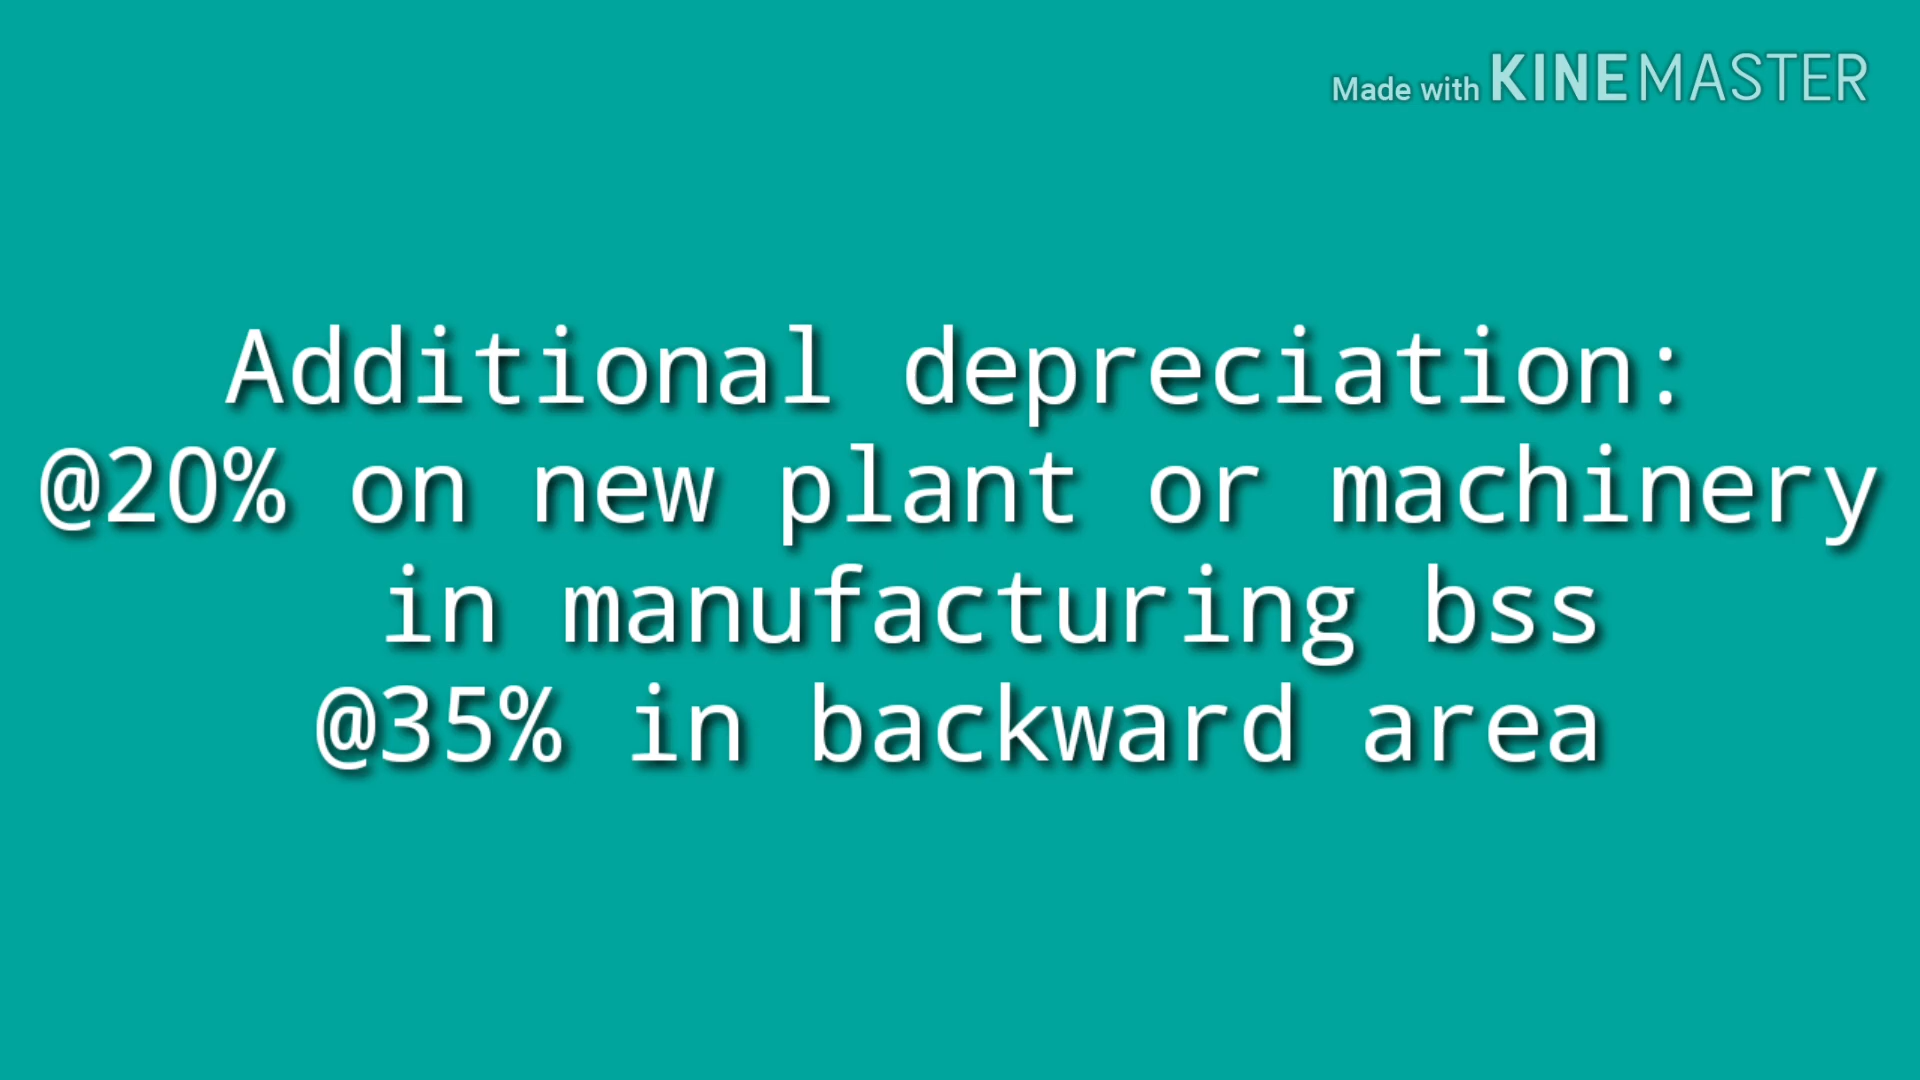 Made with KINEMASTER
Additional depreciation:
@20% on new plant or machinery
in manufacturing bss
@35% in backward area